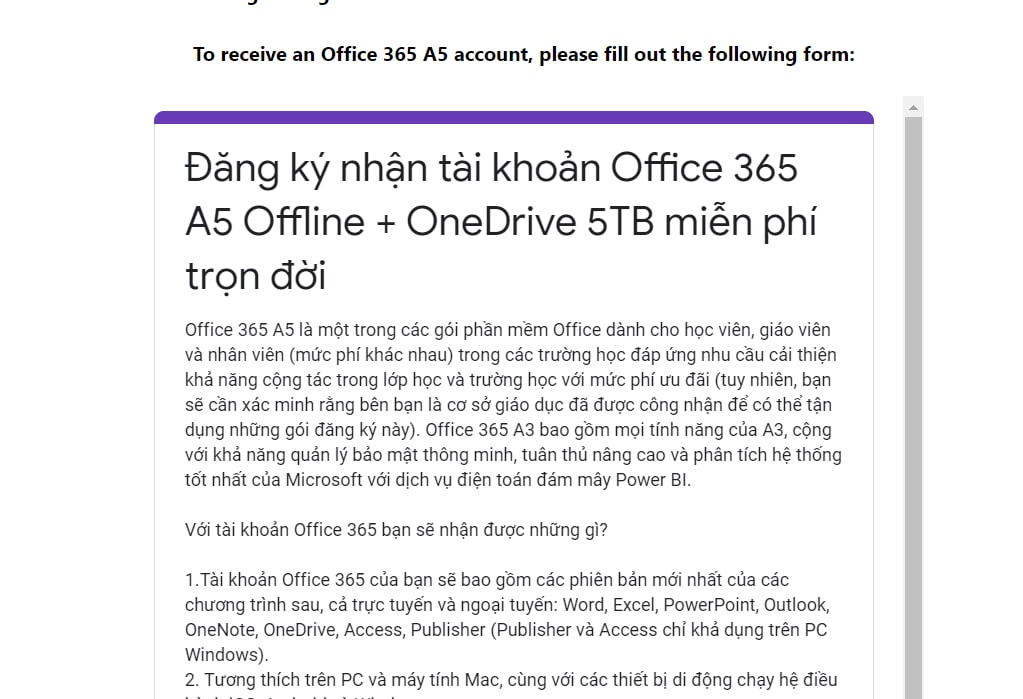 To receive an Office 365 A5 account, please fill out the following form:
Đăng ký nhận tài khoản Office 365
A5 Offline + OneDrive 5TB miễn phí
trọn đời
Office 365 A5 là một trong các gói phần mềm Office dành cho học viên, giáo viên
và nhân viên (mức phí khác nhau) trong các trường học đáp ứng nhu cầu cải thiện
khả năng cộng tác trong lớp học và trường học với mức phí ưu đãi (tuy nhiên, bạn
sẽ cần xác minh rằng bên bạn là cơ sở giáo dục đã được công nhận để có thể tận
dụng những gói đăng ký này). Office 365 A3 bao gồm mọi tính năng của A3, cộng
với khả năng quản lý bảo mật thông minh, tuân thủ nâng cao và phân tích hệ thống
tốt nhất của Microsoft với dịch vụ điện toán đám mây Power BI.
Với tài khoản Office 365 bạn sẽ nhận được những gì?
1.Tài khoản Office 365 của bạn sẽ bao gồm các phiên bản mới nhất của các
chương trình sau, cả trực tuyến và ngoại tuyến: Word, Excel, PowerPoint, Outlook,
OneNote, OneDrive, Access, Publisher (Publisher và Access chỉ khả dụng trên PC
Windows).
2. Tương thích trên PC và máy tính Mac, cùng với các thiết bị di động chạy hệ điều